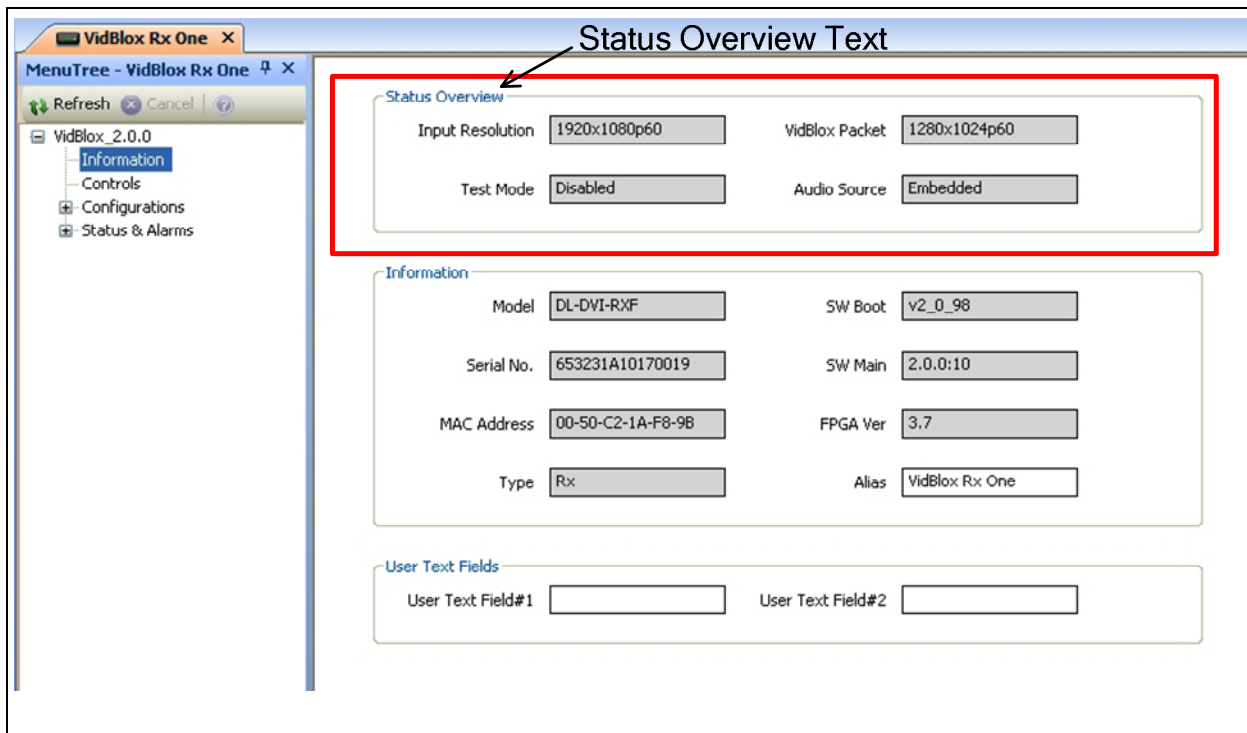 VidBlox Rx One X
Status Overview Text
MenuTree - VidBlox Rx One
Refresh Cancel
VidBlox_2.0.0
Information
Controls
Configurations
Status & Alarms
Status Overview
Input Resolution 1920x1080p60 VidBlox Packet 1280x1024p60
Test Mode Disabled Audio Source Embedded
Information
Model DL-DVI-RXF SW Boot v2_0_98
Serial No. 653231A10170019 SW Main 2.0.0:10
MAC Address 00-50-C2-1A-F8-9B FPGA Ver 3.7
Type Rx Alias VidBlox Rx One
User Text Fields
User Text Field#1 User Text Field#2